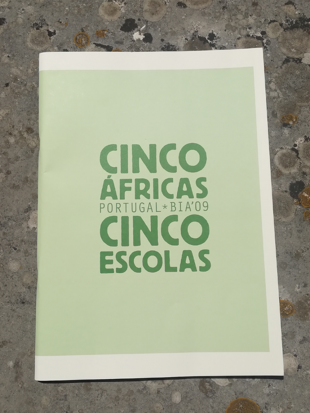 CINCO
ÁFRICAS
PORTUGAL*BIA'09
CINCO
ESCOLAS